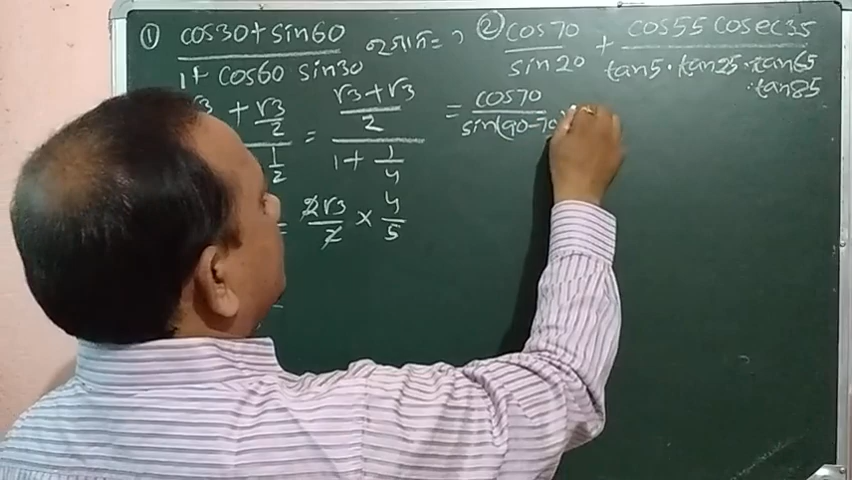 ① cos30+sin60 / 1+ cos60 sin30 = ?
√3 + √3/2 / 1/2 = √3+√3 / 2 / 1+ 1/4
= 2√3/2 × 4/5
② cos70 / sin20 + cos55 cosec35 / tan5·tan25·tan65
·tan85
= cos70 / sin(90-70